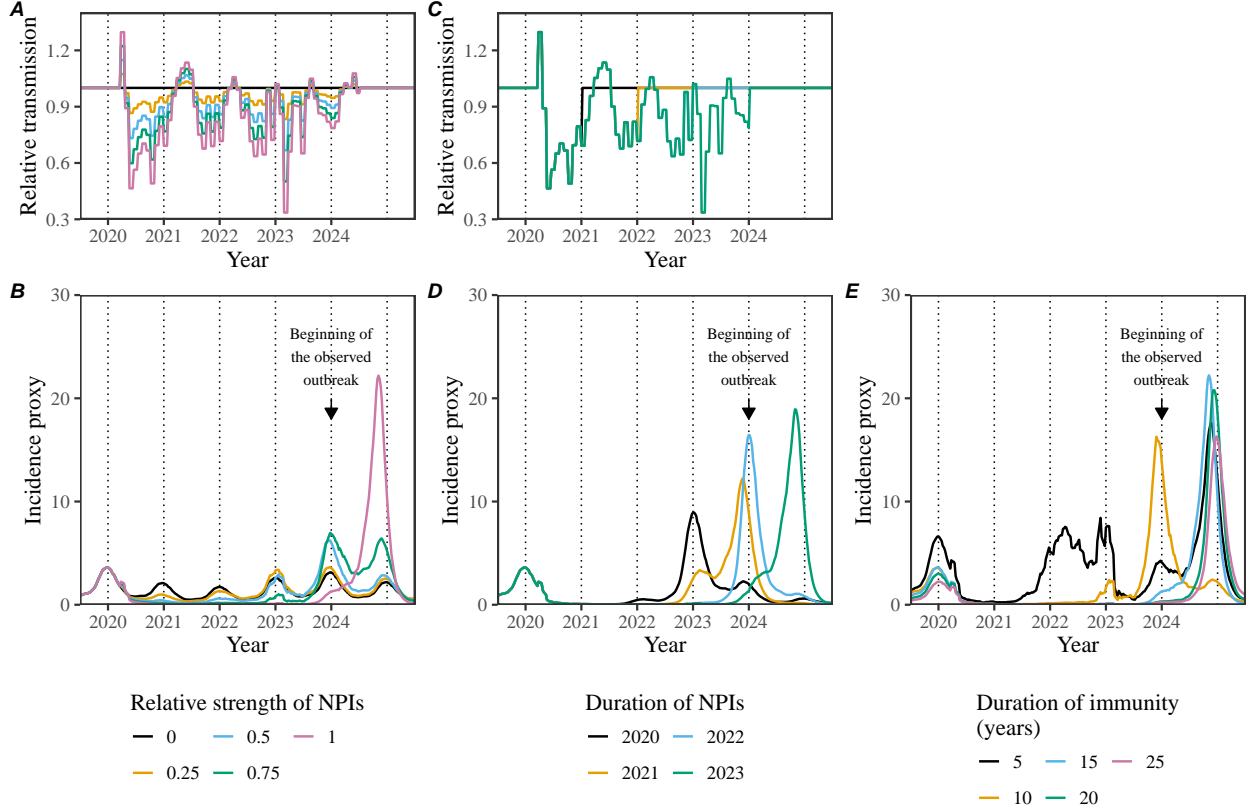 A
Relative transmission
1.2
0.9
0.6
0.3
2020 2021 2022 2023 2024
Year
C
Relative transmission
1.2
0.9
0.6
0.3
2020 2021 2022 2023 2024
Year
B
Incidence proxy
30
20
10
0
Beginning of
the observed
outbreak
2020 2021 2022 2023 2024
Year
D
Incidence proxy
30
20
10
0
Beginning of
the observed
outbreak
2020 2021 2022 2023 2024
Year
E
Incidence proxy
30
20
10
0
Beginning of
the observed
outbreak
2020 2021 2022 2023 2024
Year
Relative strength of NPIs
0 0.5 1
0.25 0.75
Duration of NPIs
2020 2022
2021 2023
Duration of immunity
(years)
5 15 25
10 20